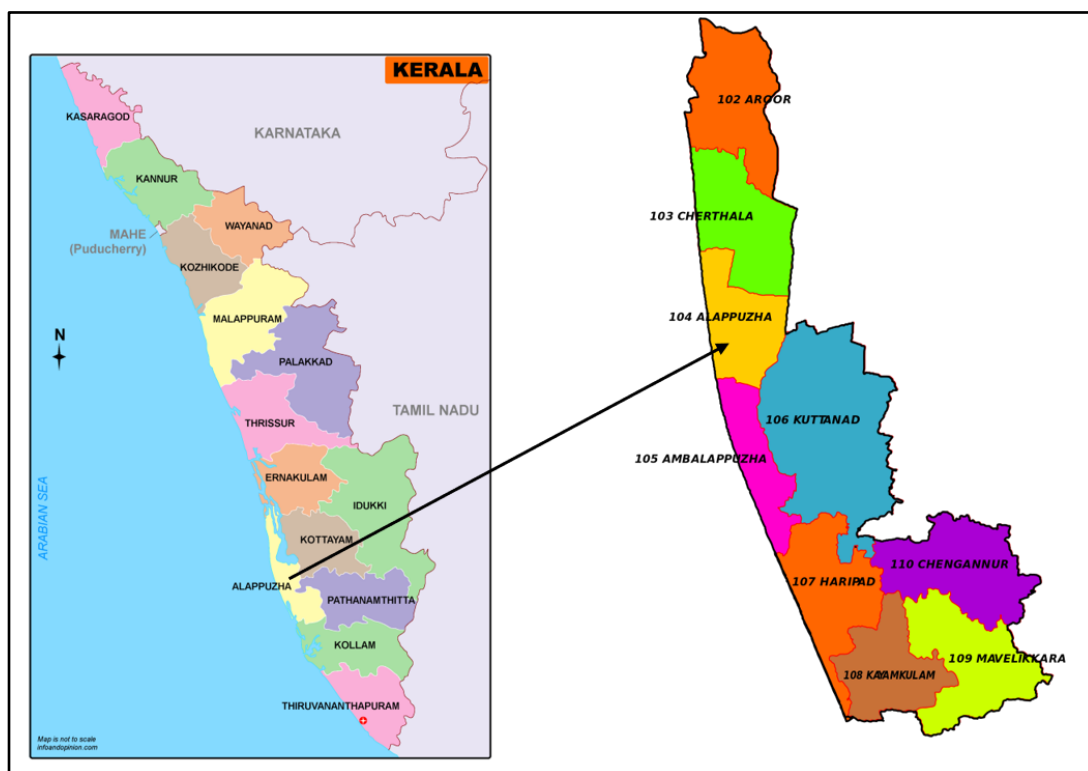 KERALA
KASARAGOD
KARNATAKA
KANNUR
WAYANAD
MAHE
(Puducherry)
KOZHIKODE
MALAPPURAM
N
PALAKKAD
TAMIL NADU
THRISSUR
ERNAKULAM
IDUKKI
ARABIAN SEA
KOTTAYAM
ALAPPUZHA
PATHANAMTHITTA
KOLLAM
THIRUVANANTHAPURAM
Map is not to scale
infoandopinion.com
102 AROOR
103 CHERTHALA
104 ALAPPUZHA
106 KUTTANAD
105 AMBALAPPUZHA
110 CHENGANNUR
107 HARIPAD
109 MAVELIKKARA
108 KAYAMKULAM